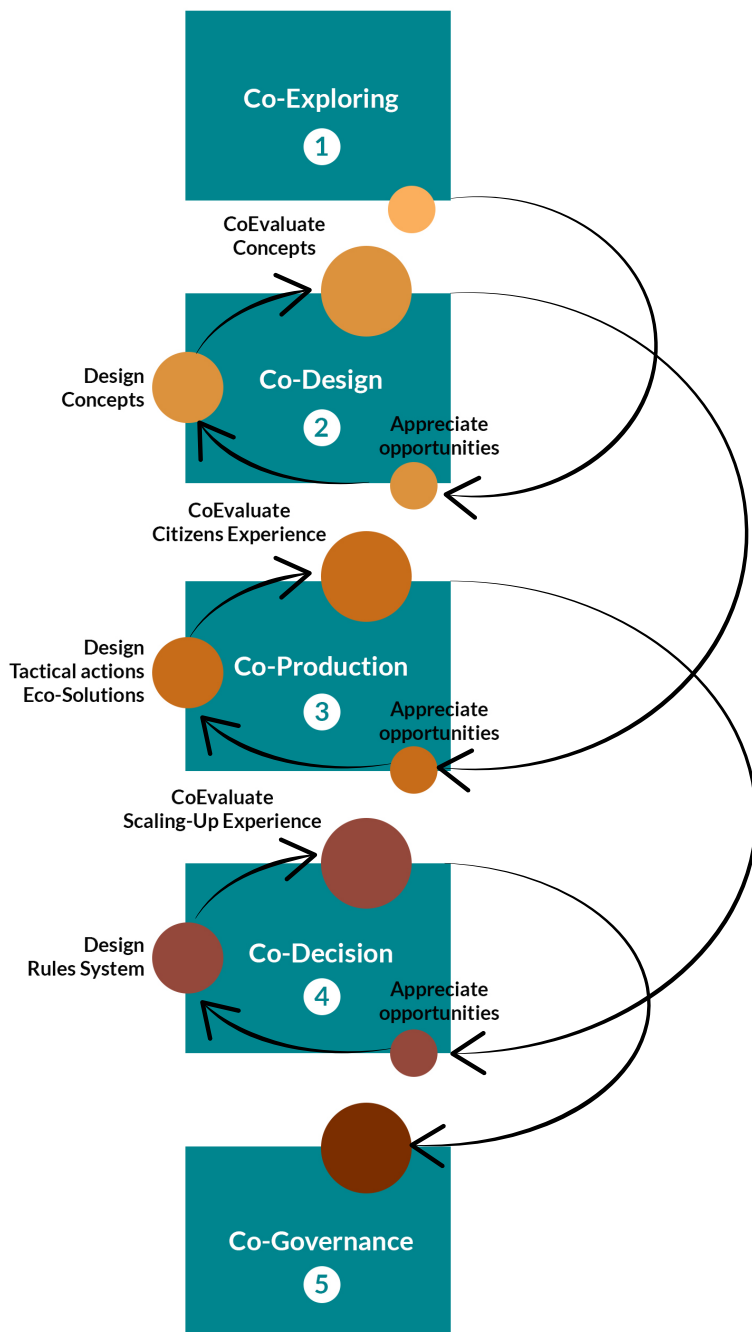 Co-Exploring
1
CoEvaluate
Concepts
Design
Concepts
Co-Design
2
Appreciate
opportunities
CoEvaluate
Citizens Experience
Design
Tactical actions
Eco-Solutions
Co-Production
3
Appreciate
opportunities
CoEvaluate
Scaling-Up Experience
Design
Rules System
Co-Decision
4
Appreciate
opportunities
Co-Governance
5